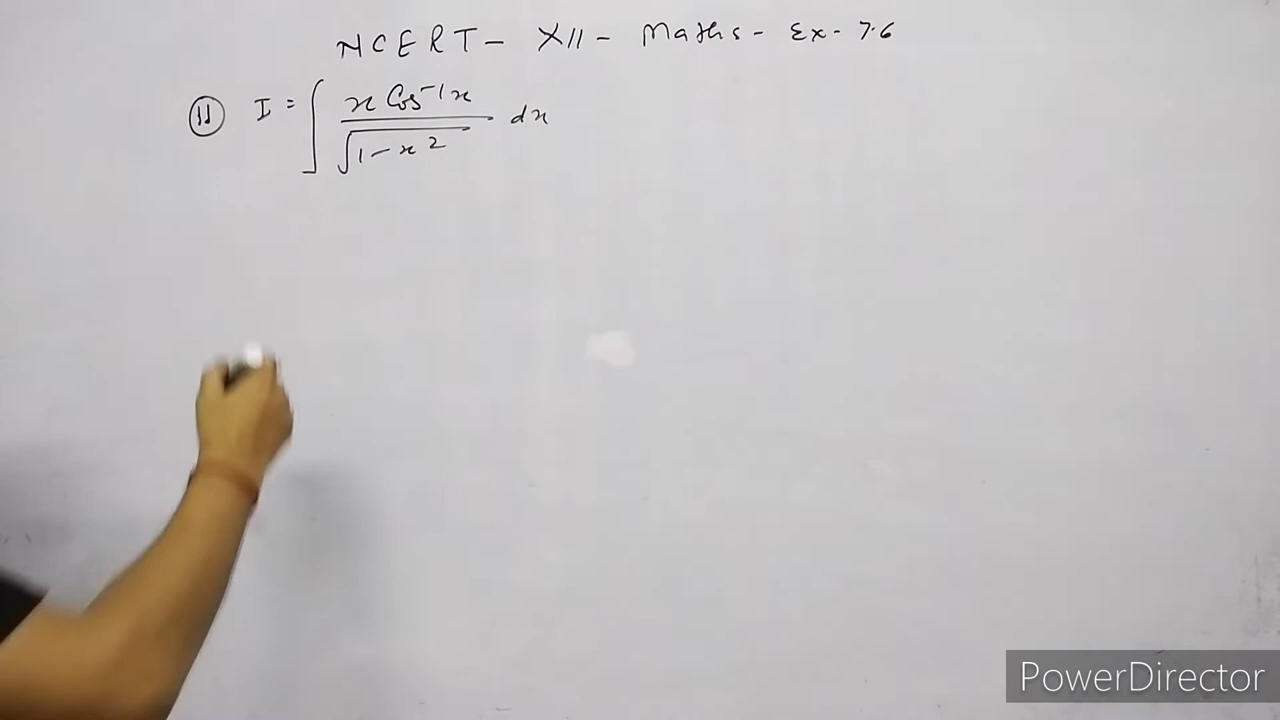 NCERT - XII - Maths - Ex - 7.6
(11) I = ∫ x Cos⁻¹x / √(1 - x²) dx
PowerDirector